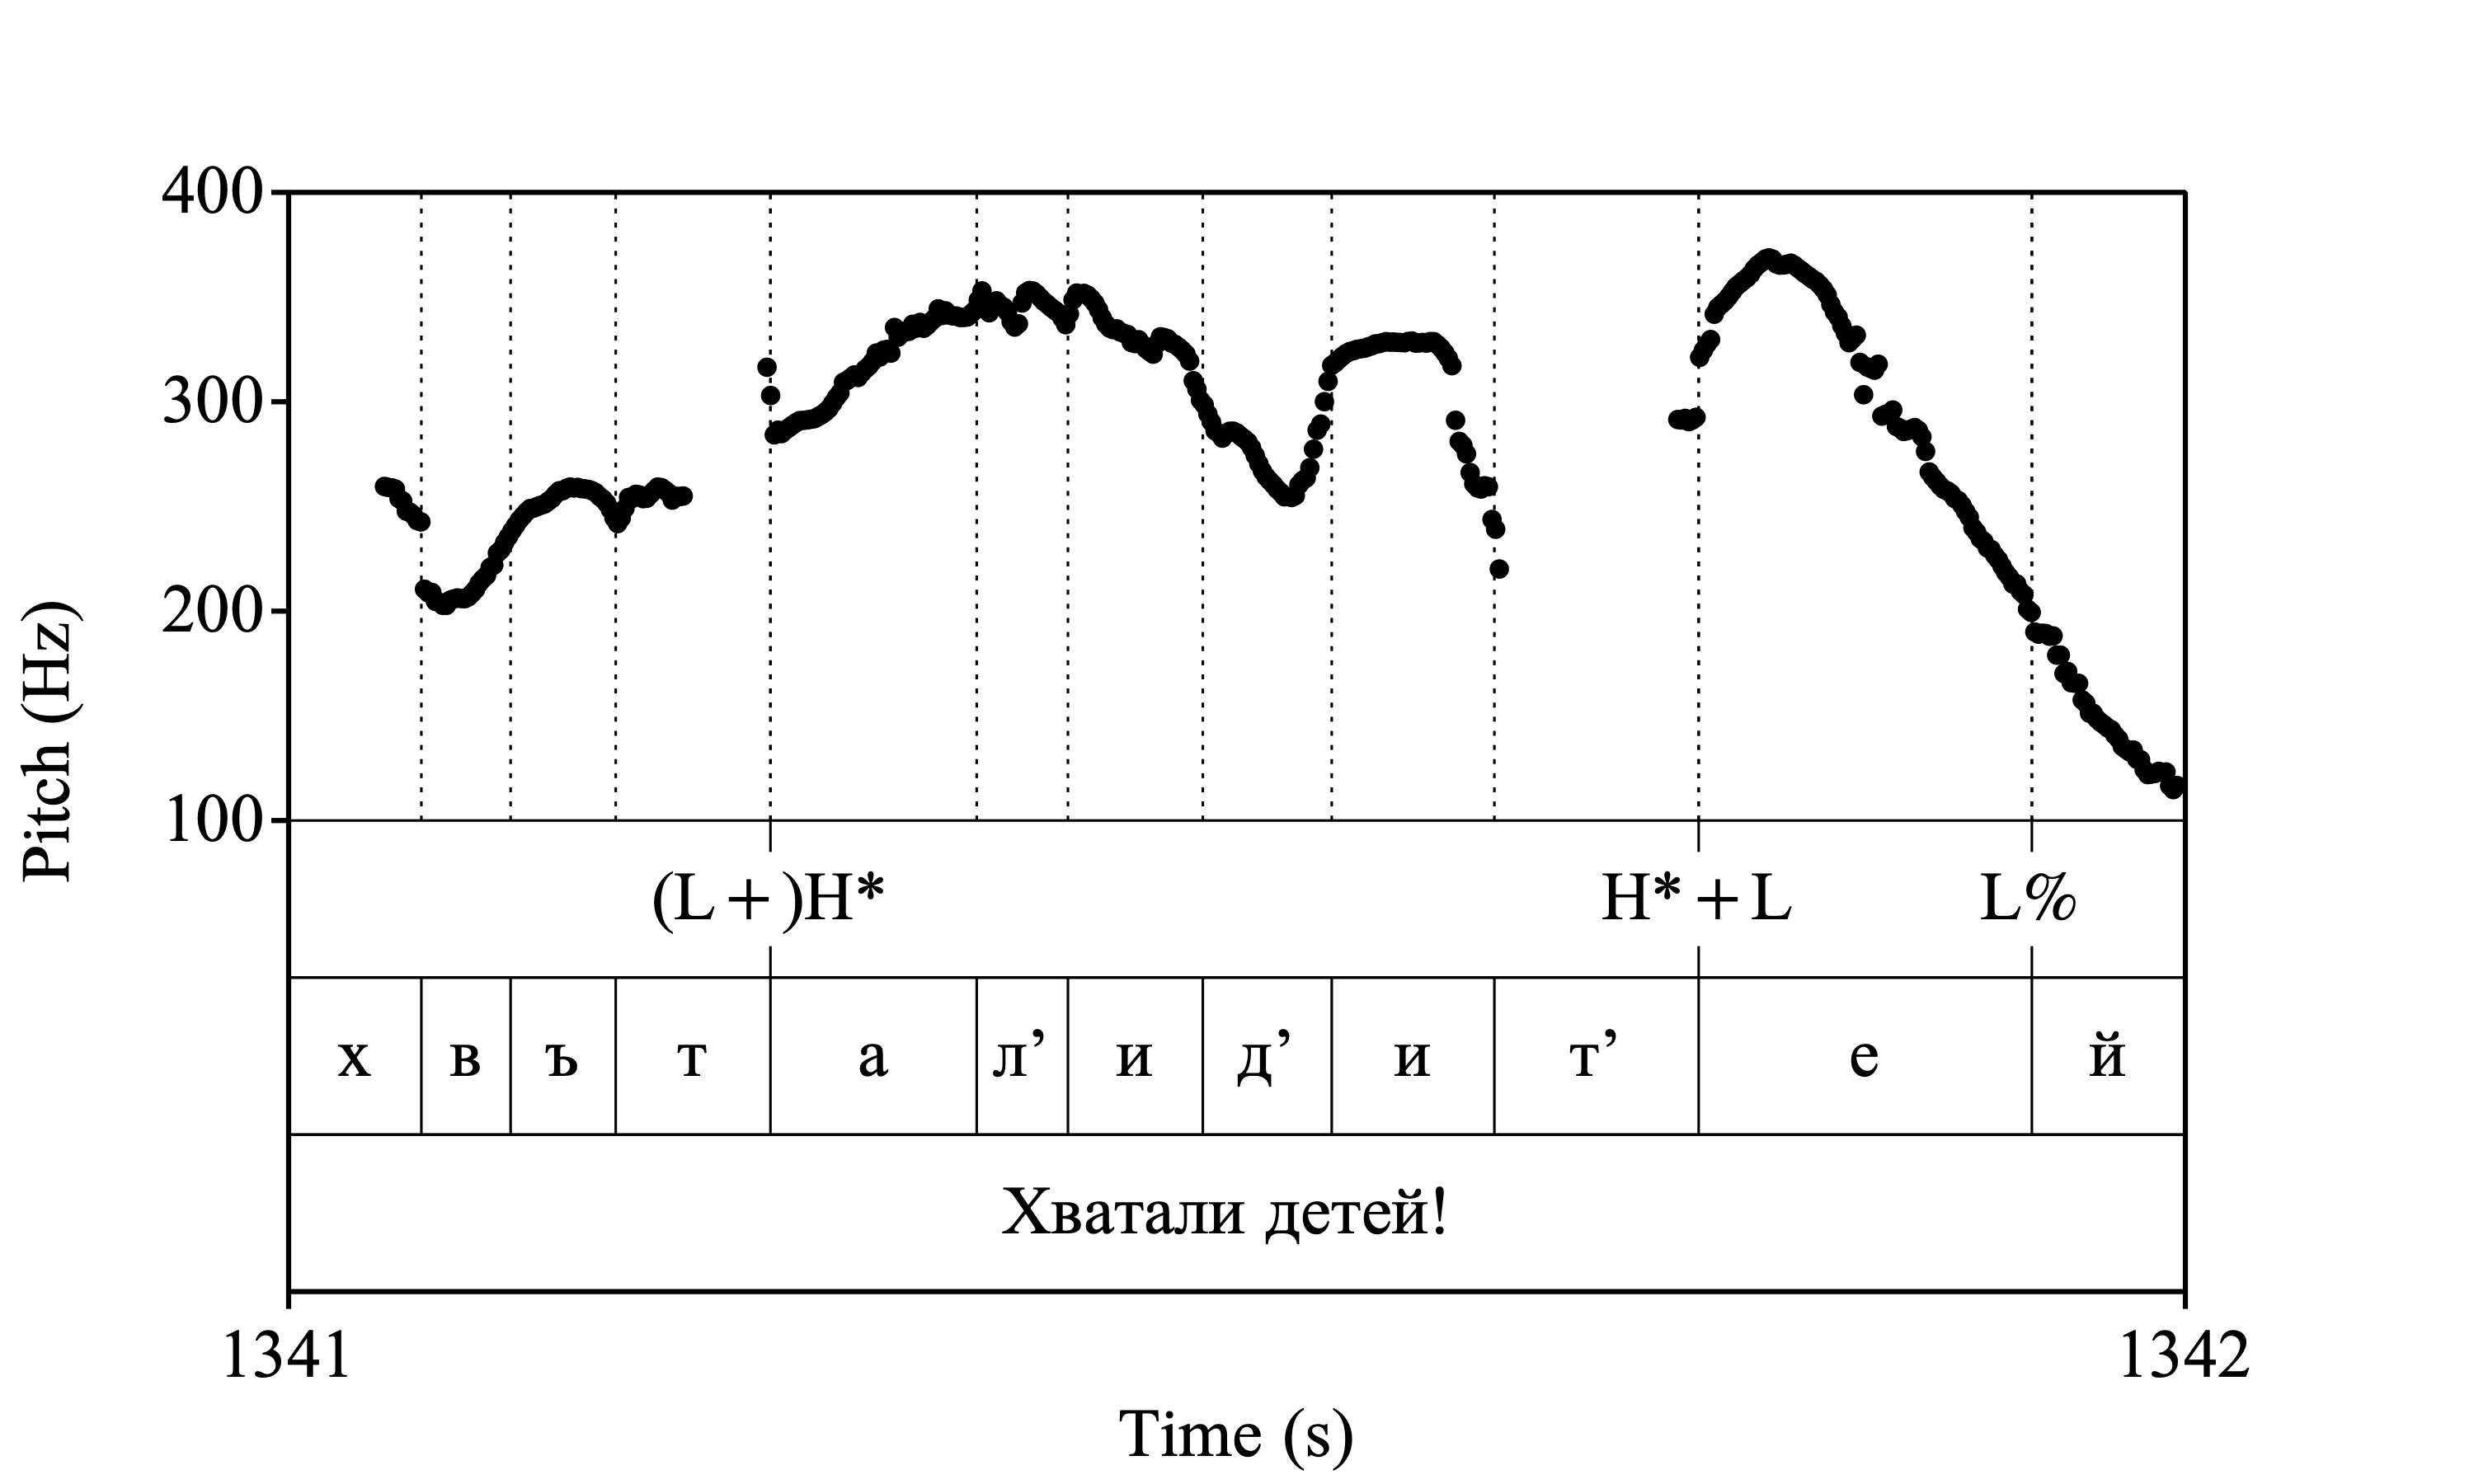 400
300
200
100
Pitch (Hz)
(L + )H* H* + L L%
х в ъ т а л’ и д’ и т’ е й
Хватали детей!
1341 1342
Time (s)